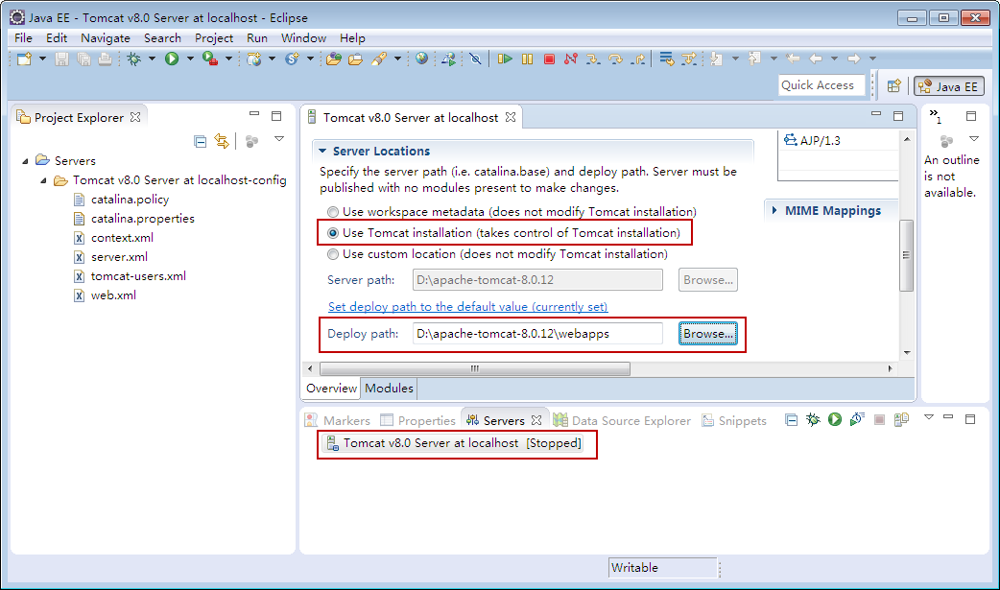 Java EE - Tomcat v8.0 Server at localhost - Eclipse
File Edit Navigate Search Project Run Window Help
Quick Access
Java EE
Project Explorer
Servers
Tomcat v8.0 Server at localhost-config
catalina.policy
catalina.properties
context.xml
server.xml
tomcat-users.xml
web.xml
Tomcat v8.0 Server at localhost
Server Locations
Specify the server path (i.e. catalina.base) and deploy path. Server must be
published with no modules present to make changes.
Use workspace metadata (does not modify Tomcat installation)
Use Tomcat installation (takes control of Tomcat installation)
Use custom location (does not modify Tomcat installation)
Server path: D:\apache-tomcat-8.0.12 Browse...
Set deploy path to the default value (currently set)
Deploy path: D:\apache-tomcat-8.0.12\webapps Browse...
AJP/1.3
MIME Mappings
Overview Modules
»1
An outline
is not
available.
Markers Properties Servers Data Source Explorer Snippets
Tomcat v8.0 Server at localhost [Stopped]
Writable